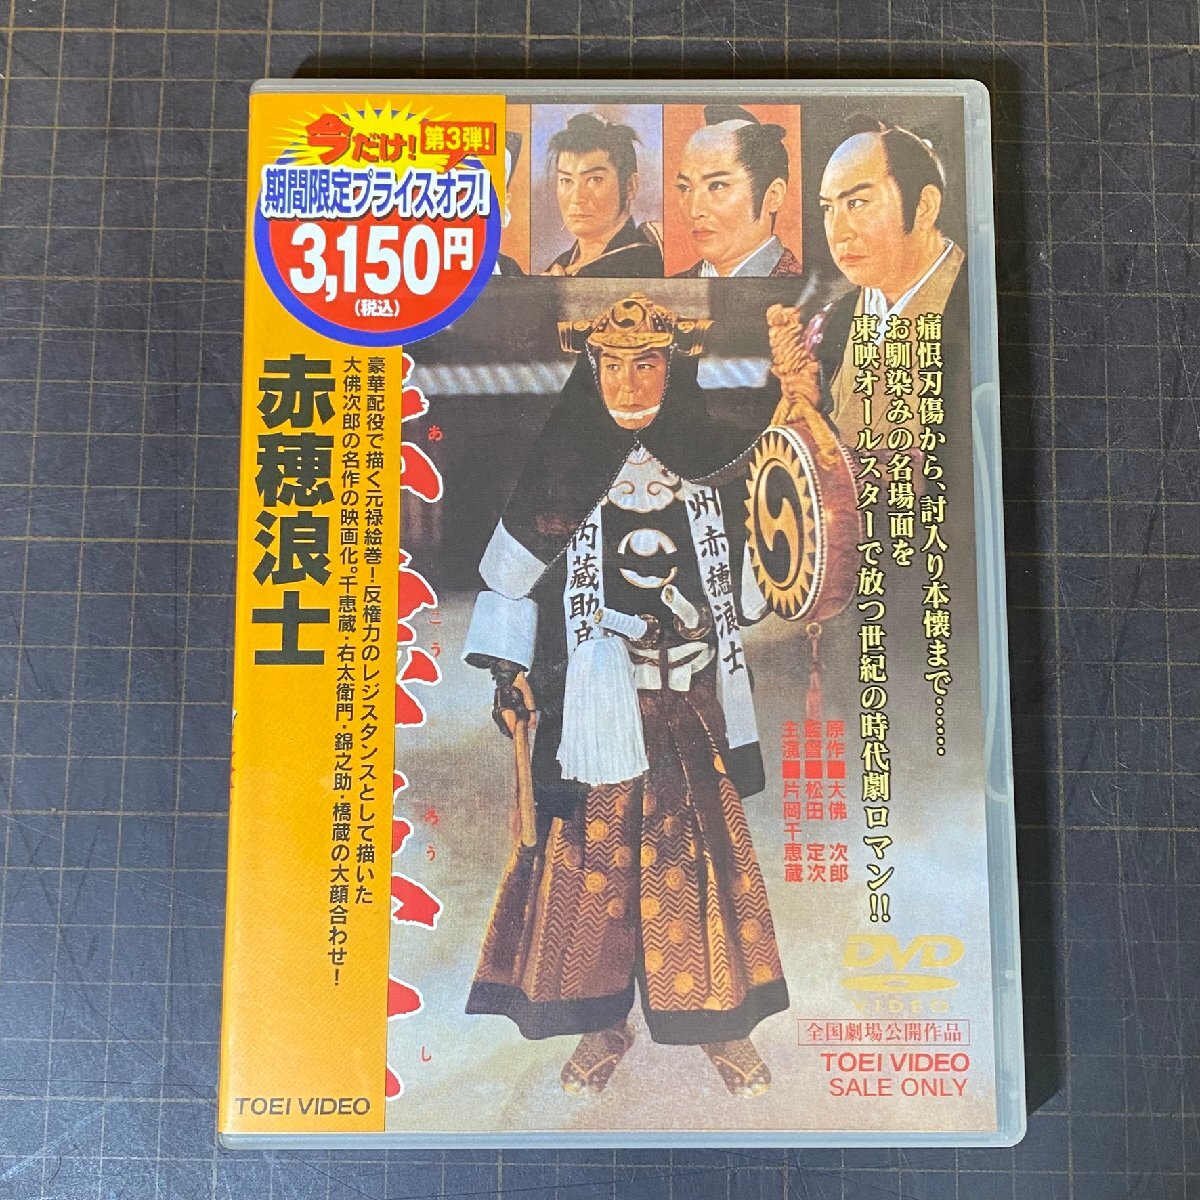 今だけ!
第3弾!
期間限定プライスオフ!
3,150円
(税込)
赤穂浪士
豪華配役で描く元禄絵巻!反権力のレジスタンスとして描いた
大佛次郎の名作の映画化。千恵蔵・右太衛門・錦之助・橋蔵の大顔合わせ!
TOEI VIDEO
あ
こう
ろう
し
痛恨刃傷から、討入り本懐まで……
お馴染みの名場面を
東映オールスターで放つ世紀の時代劇ロマン!!
州赤穂浪士
内蔵助良
原作■大佛 次郎
監督■松田 定次
主演■片岡千恵蔵
DVD
VIDEO
全国劇場公開作品
TOEI VIDEO
SALE ONLY